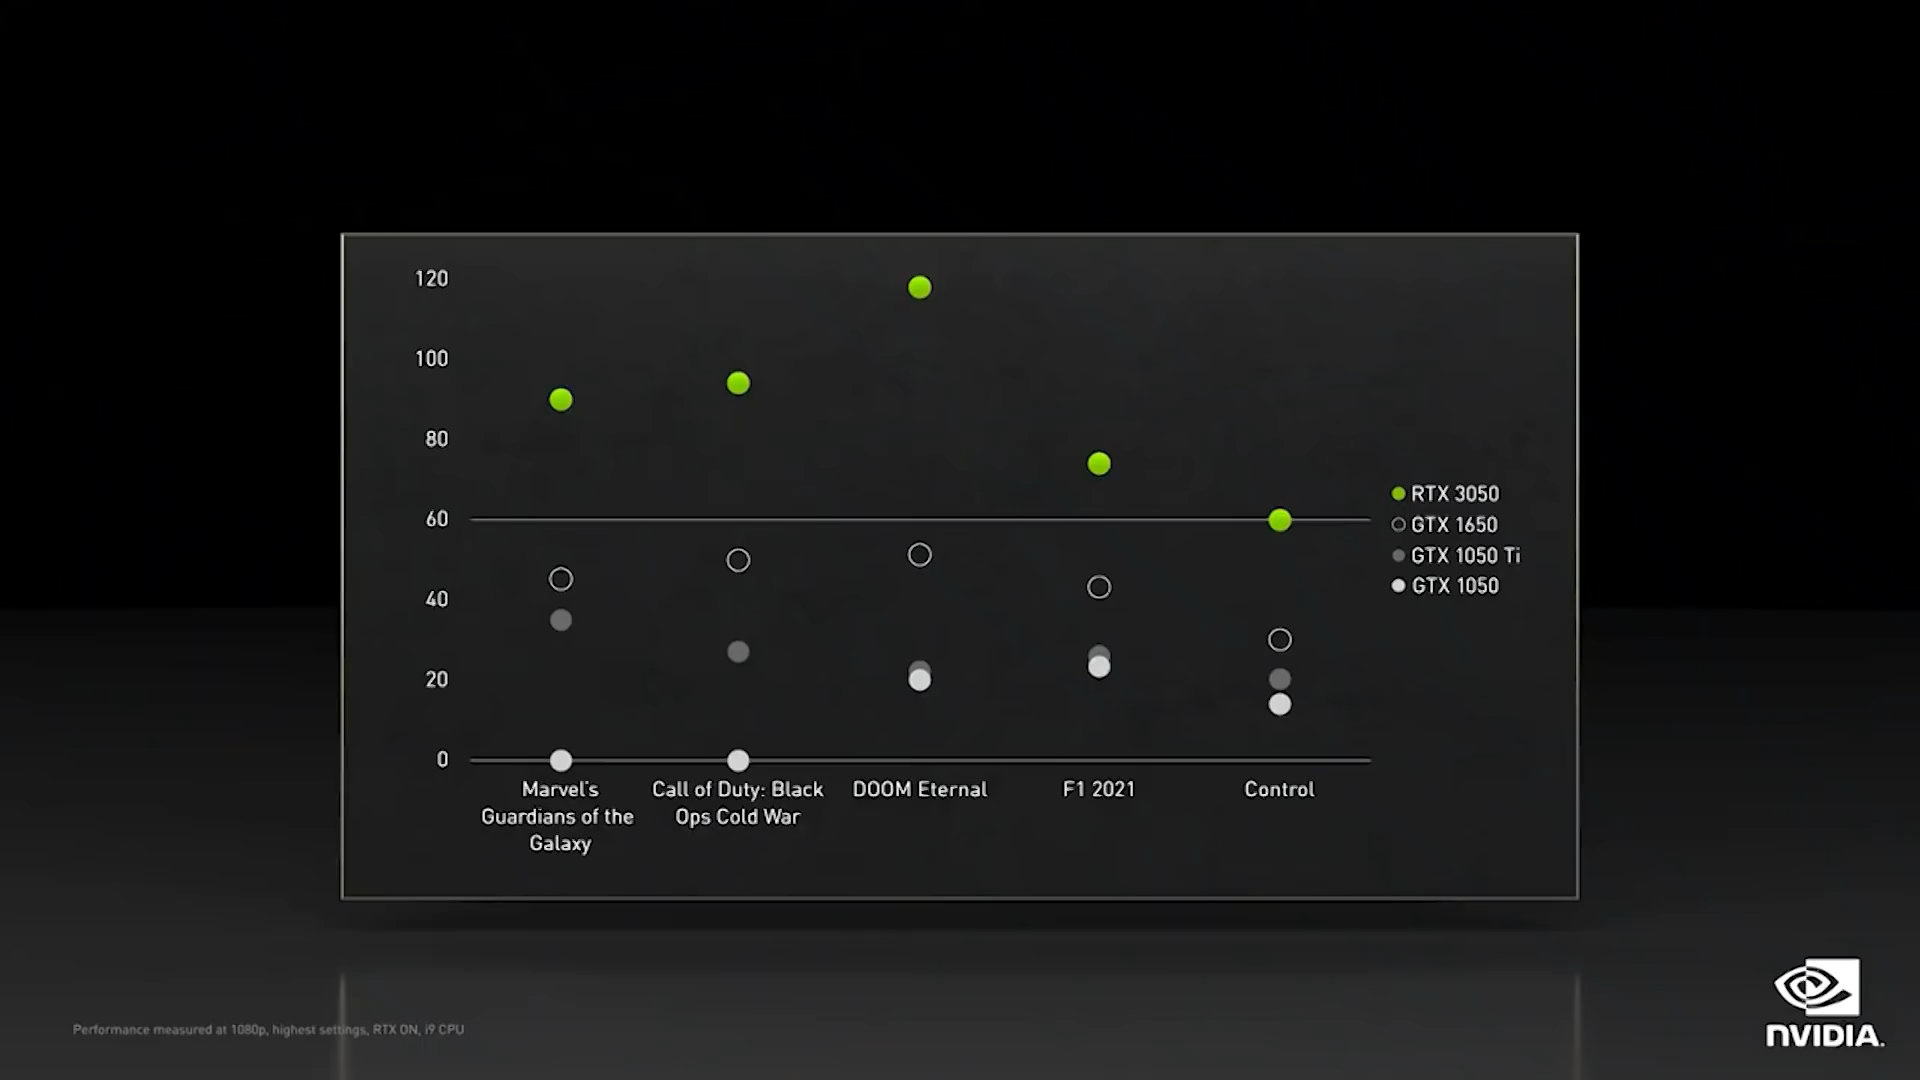 120
100
80
60
40
20
0
Marvel's
Guardians of the
Galaxy
Call of Duty: Black
Ops Cold War
DOOM Eternal
F1 2021
Control
RTX 3050
GTX 1650
GTX 1050 Ti
GTX 1050
Performance measured at 1080p, highest settings, RTX ON, i9 CPU
NVIDIA.